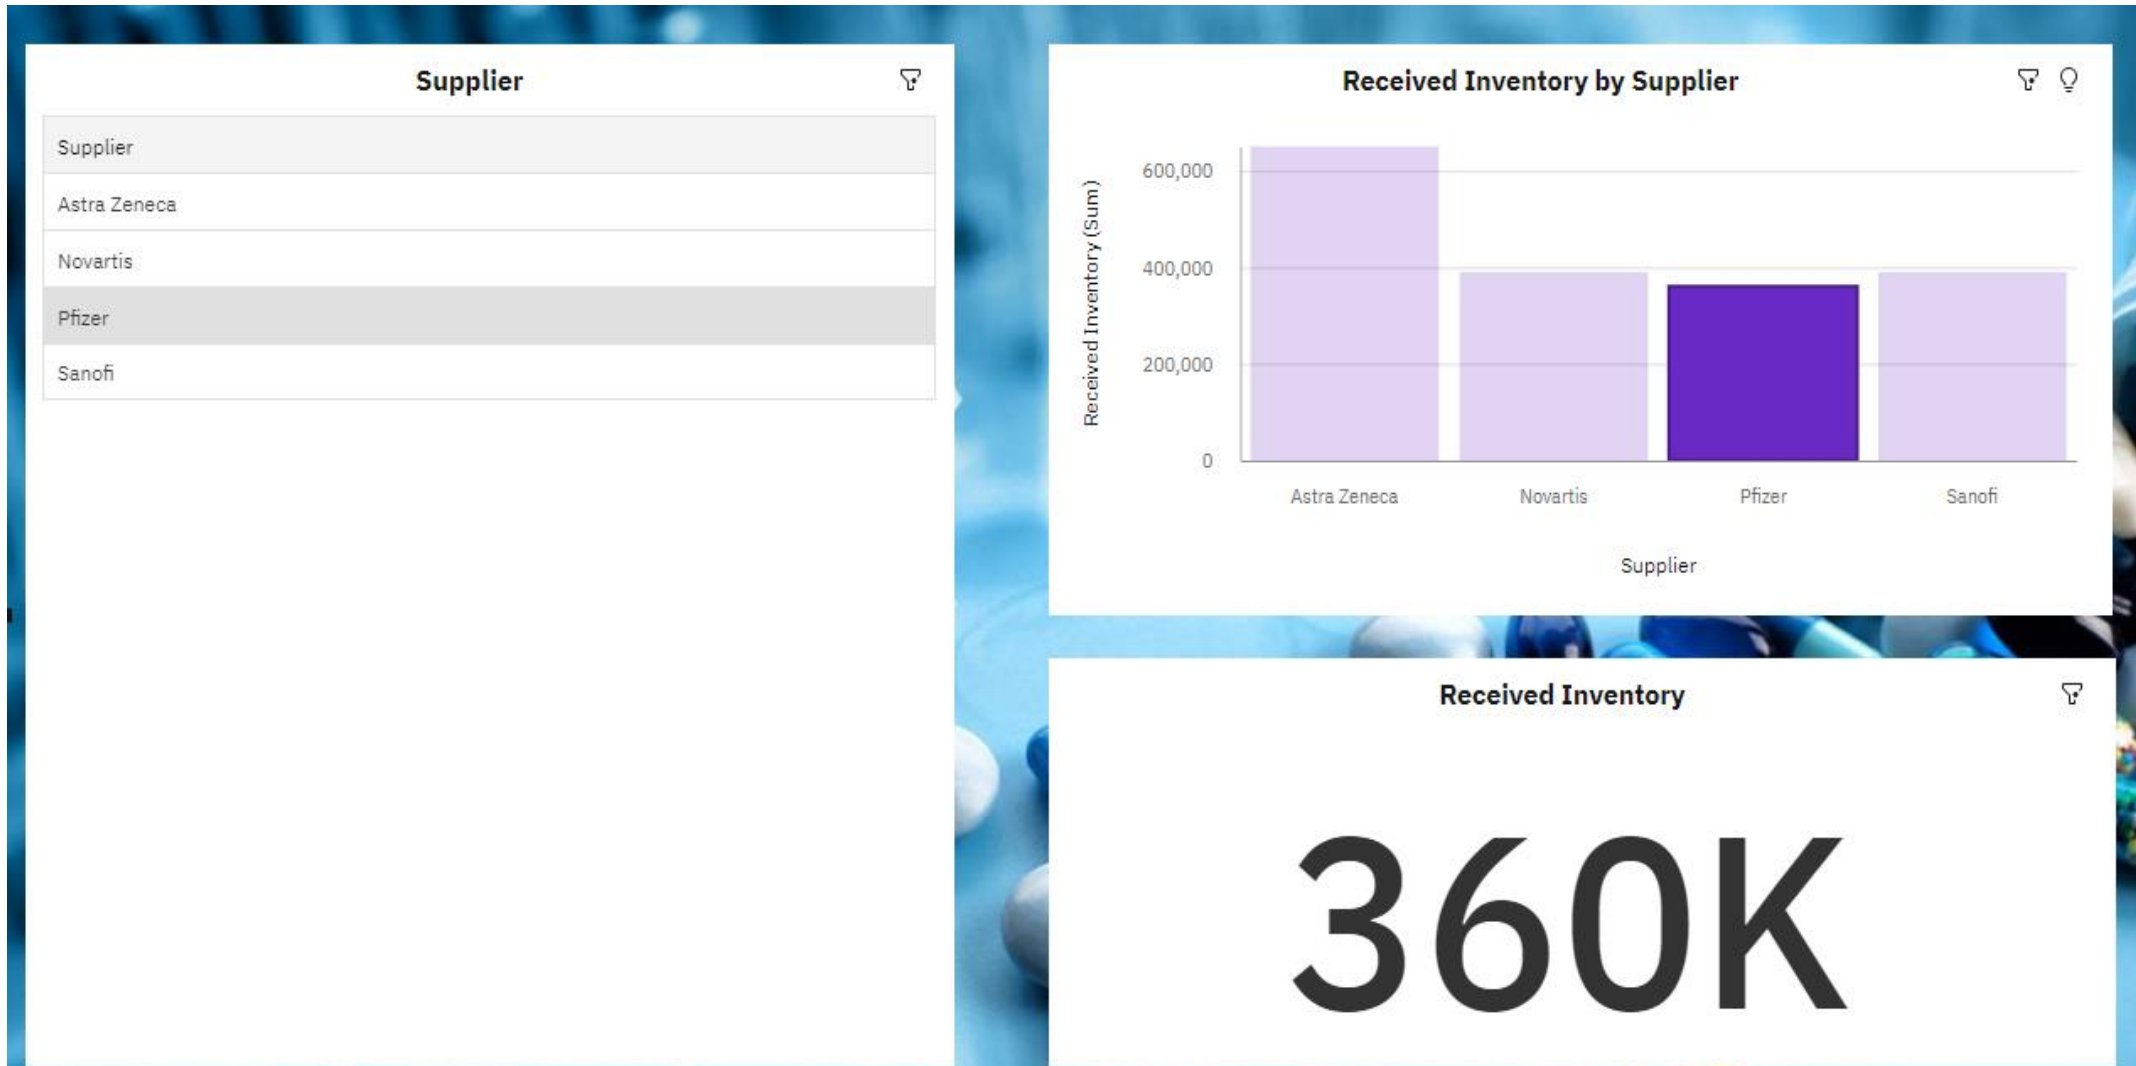 Supplier
Supplier
Astra Zeneca
Novartis
Pfizer
Sanofi
Received Inventory by Supplier
Received Inventory (Sum)
600,000
400,000
200,000
0
Astra Zeneca
Novartis
Pfizer
Sanofi
Supplier
Received Inventory
360K